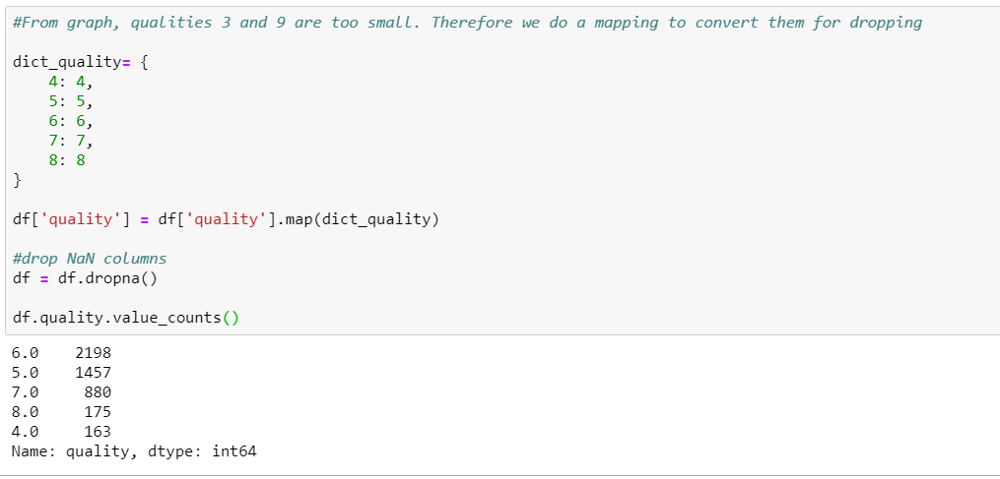 #From graph, qualities 3 and 9 are too small. Therefore we do a mapping to convert them for dropping
dict_quality= {
    4: 4,
    5: 5,
    6: 6,
    7: 7,
    8: 8
}
df['quality'] = df['quality'].map(dict_quality)
#drop NaN columns
df = df.dropna()
df.quality.value_counts()
6.0    2198
5.0    1457
7.0     880
8.0     175
4.0     163
Name: quality, dtype: int64